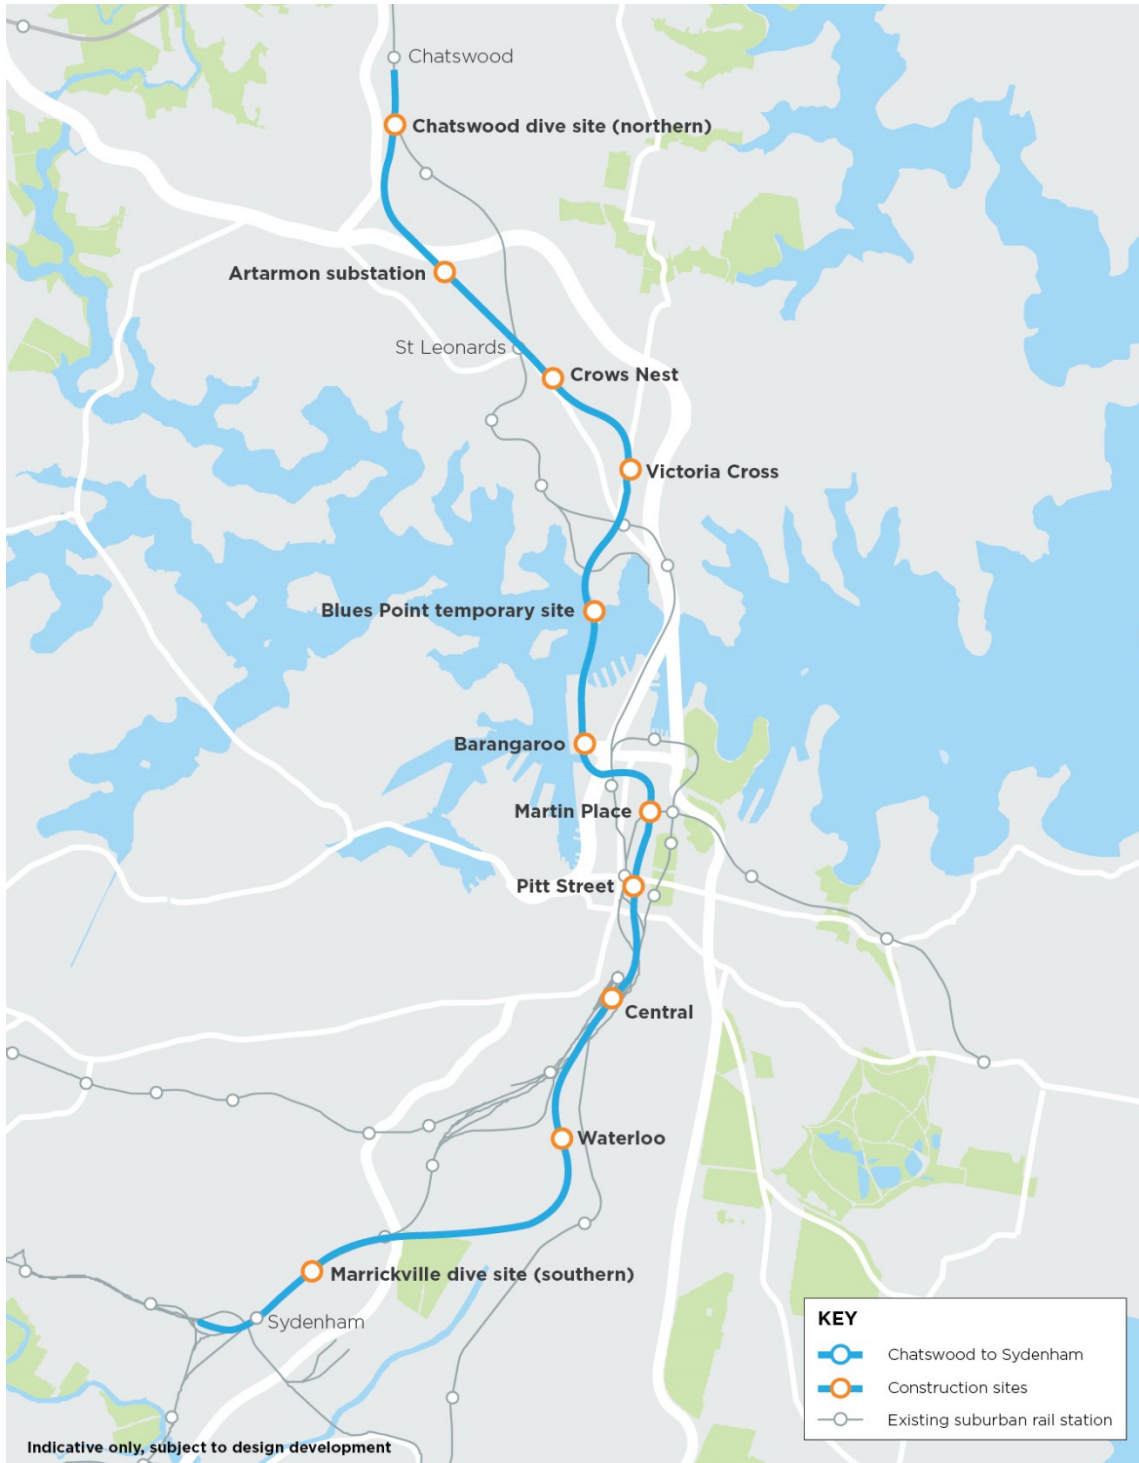 Chatswood
Chatswood dive site (northern)
Artarmon substation
St Leonards
Crows Nest
Victoria Cross
Blues Point temporary site
Barangaroo
Martin Place
Pitt Street
Central
Waterloo
Marrickville dive site (southern)
Sydenham
KEY
Chatswood to Sydenham
Construction sites
Existing suburban rail station
Indicative only, subject to design development